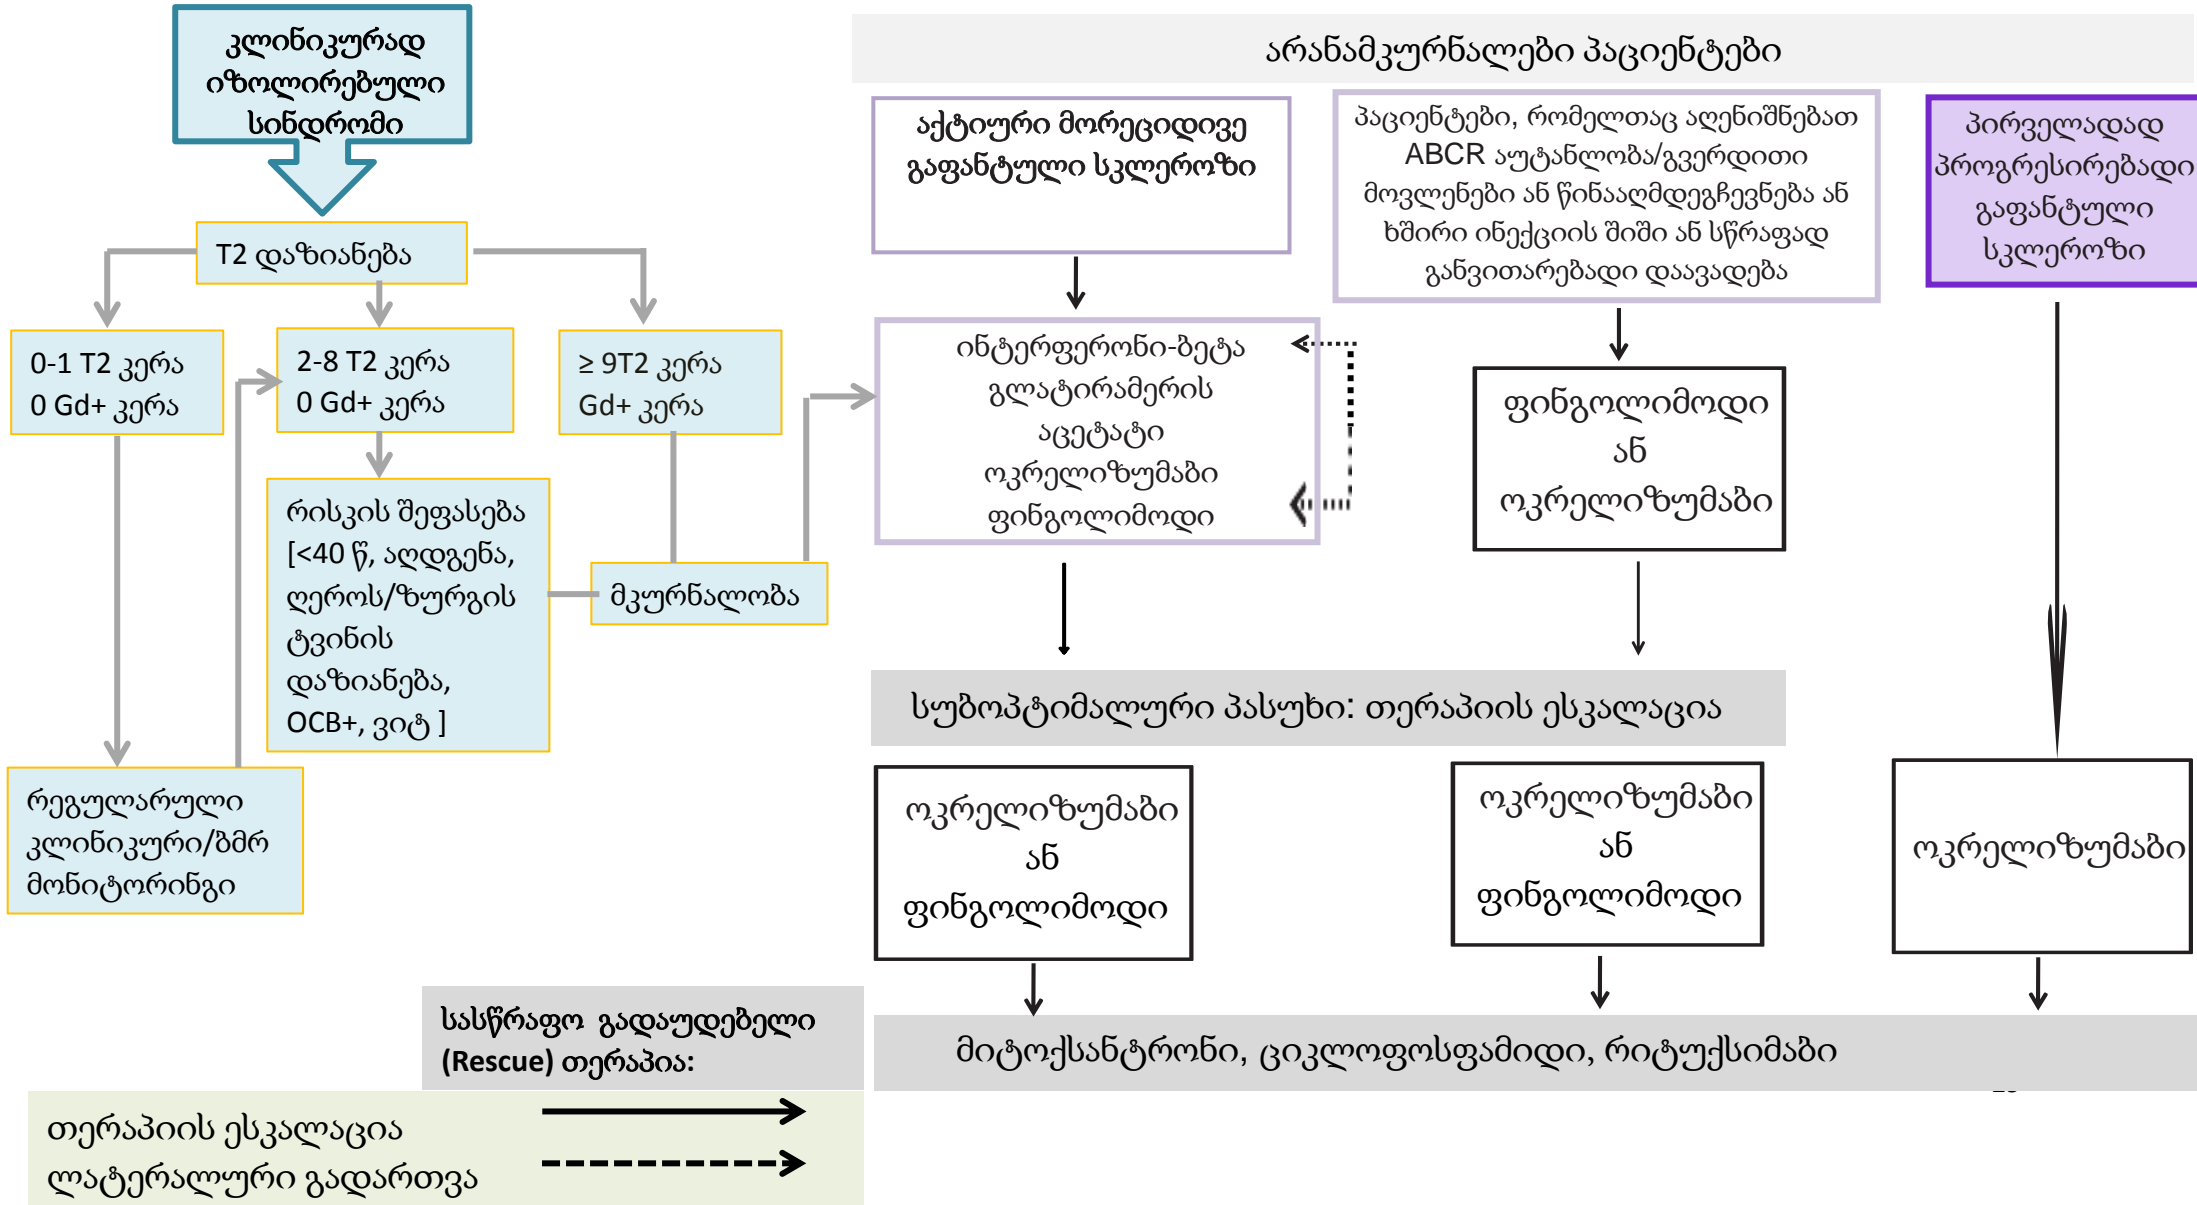 კლინიკურად
იზოლირებული
სინდრომი
T2 დაზიანება
0-1 T2 კერა
0 Gd+ კერა
2-8 T2 კერა
0 Gd+ კერა
≥ 9T2 კერა
Gd+ კერა
რისკის შეფასება
[<40 წ, აღდგენა,
ღეროს/ზურგის
ტვინის
დაზიანება,
OCB+, ვიტ ]
მკურნალობა
რეგულარული
კლინიკური/ბმრ
მონიტორინგი
არანამკურნალები პაციენტები
აქტიური მორეციდივე
გაფანტული სკლეროზი
პაციენტები, რომელთაც აღენიშნებათ
ABCR აუტანლობა/გვერდითი
მოვლენები ან წინააღმდეგჩევნება ან
ხშირი ინექციის შიში ან სწრაფად
განვითარებადი დაავადება
პირველადად
პროგრესირებადი
გაფანტული
სკლეროზი
ინტერფერონი-ბეტა
გლატირამერის
აცეტატი
ოკრელიზუმაბი
ფინგოლიმოდი
ფინგოლიმოდი
ან
ოკრელიზუმაბი
სუბოპტიმალური პასუხი: თერაპიის ესკალაცია
ოკრელიზუმაბი
ან
ფინგოლიმოდი
ოკრელიზუმაბი
ან
ფინგოლიმოდი
ოკრელიზუმაბი
სასწრაფო გადაუდებელი
(Rescue) თერაპია:
მიტოქსანტრონი, ციკლოფოსფამიდი, რიტუქსიმაბი
თერაპიის ესკალაცია
ლატერალური გადართვა